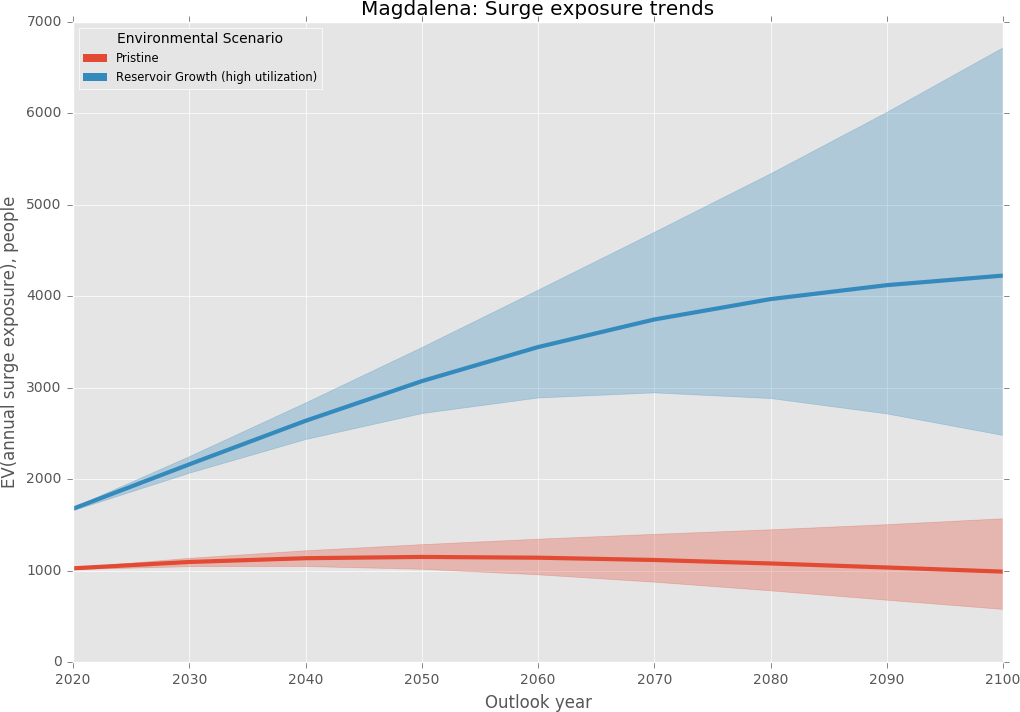 Magdalena: Surge exposure trends
7000
6000
5000
4000
3000
2000
1000
0
EV(annual surge exposure), people
Environmental Scenario
Pristine
Reservoir Growth (high utilization)
2020 2030 2040 2050 2060 2070 2080 2090 2100
Outlook year